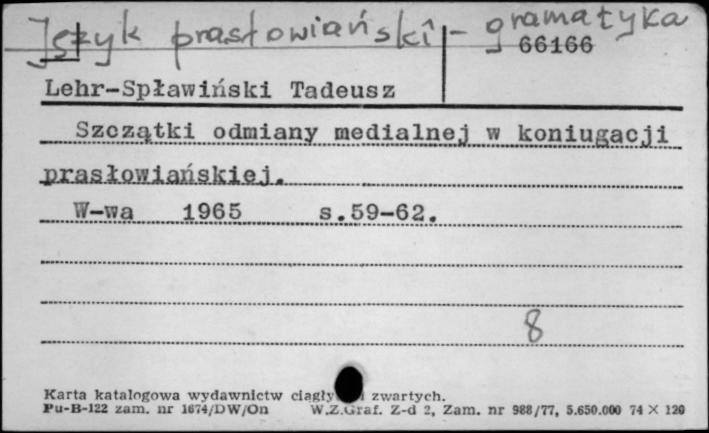 Język prasłowiański - gramatyka
66166
Lehr-Spławiński Tadeusz
Szczątki odmiany medialnej w koniugacji
prasłowiańskiej.
W-wa 1965 s.59-62.
8
Karta katalogowa wydawnictw ciągły i zwartych.
Pu-B-122 zam. nr 1674/DW/On W.Z.Graf. Z-d 2, Zam. nr 988/77, 5.650.000 74 × 120